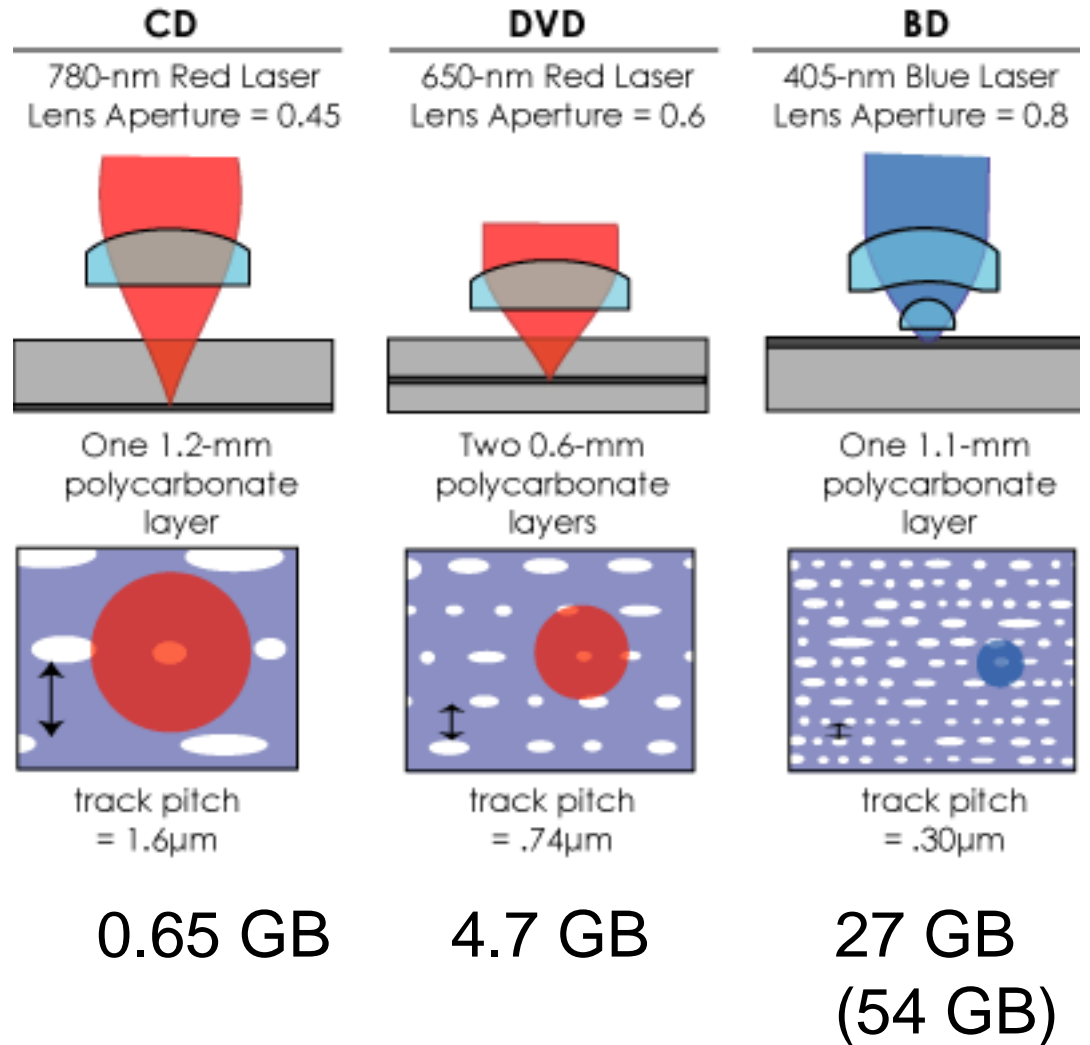 CD
780-nm Red Laser
Lens Aperture = 0.45
One 1.2-mm
polycarbonate
layer
track pitch
= 1.6µm
0.65 GB
DVD
650-nm Red Laser
Lens Aperture = 0.6
Two 0.6-mm
polycarbonate
layers
track pitch
= .74µm
4.7 GB
BD
405-nm Blue Laser
Lens Aperture = 0.8
One 1.1-mm
polycarbonate
layer
track pitch
= .30µm
27 GB
(54 GB)